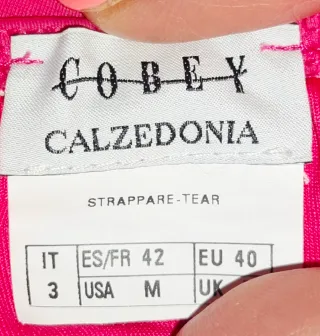 COBEY
CALZEDONIA
STRAPPARE-TEAR
IT ES/FR 42 EU 40
3 USA M UK